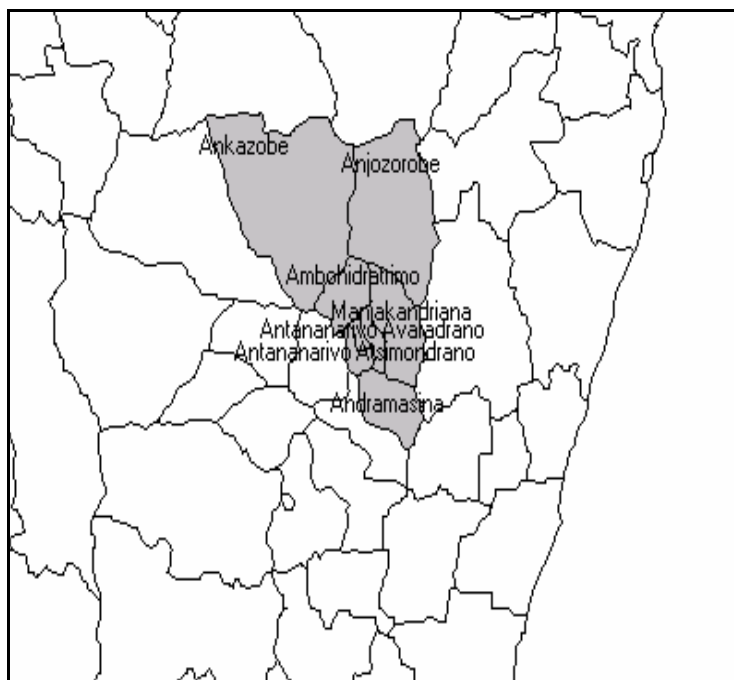 Ankazobe
Anjozorobe
Ambohidratrimo
Manjakandriana
Antananarivo Avaradrano
Antananarivo Atsimondrano
Andramasina